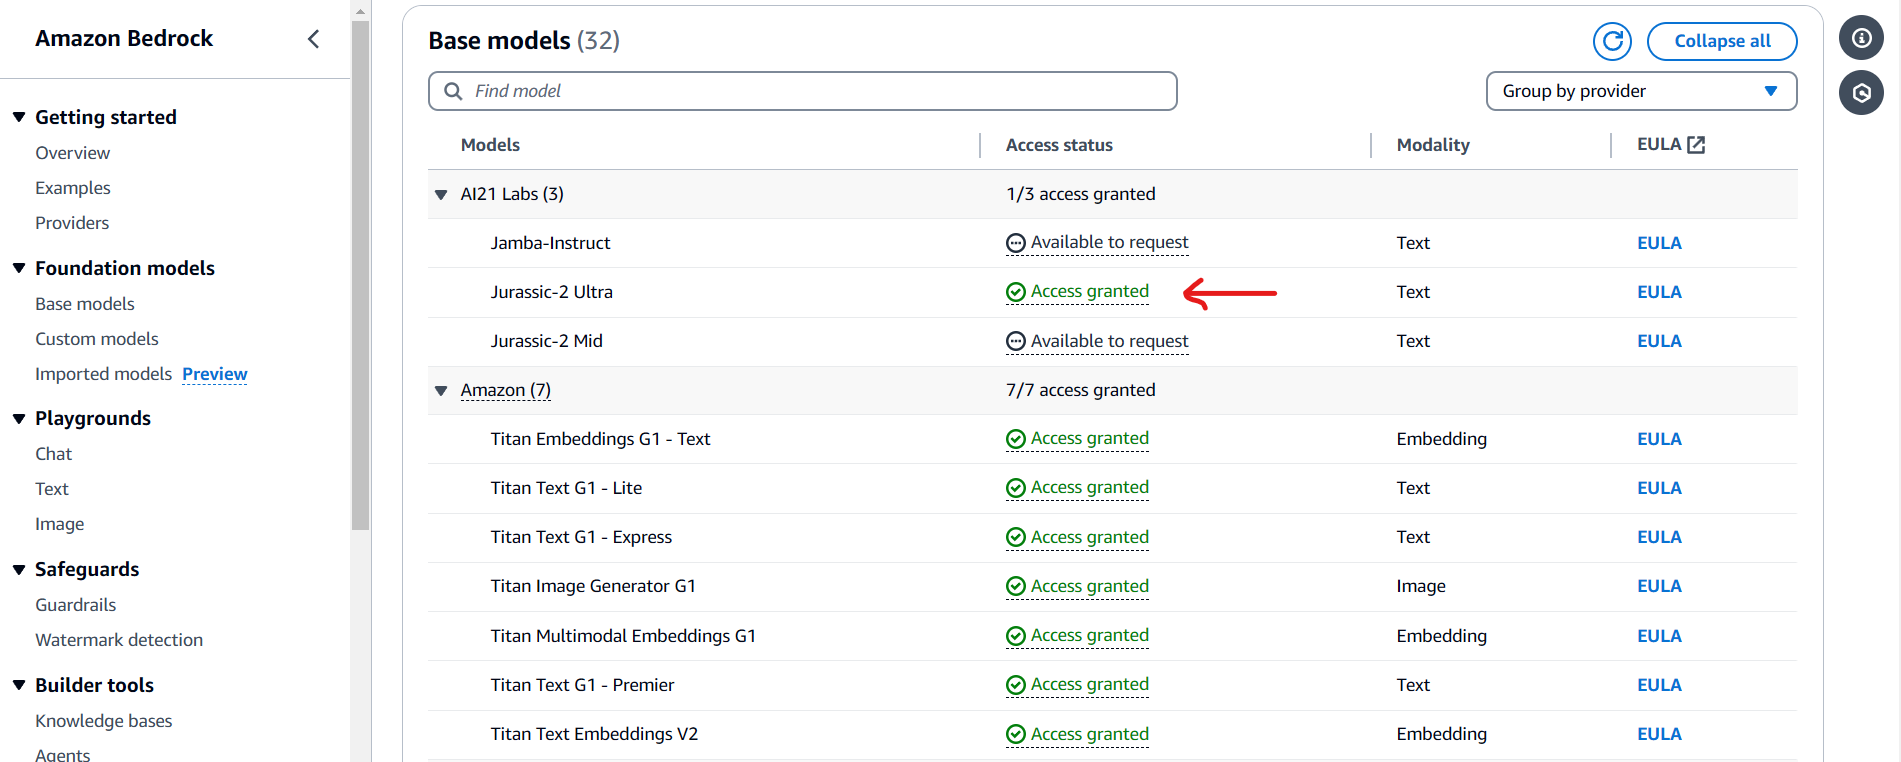 Amazon Bedrock
Getting started
Overview
Examples
Providers
Foundation models
Base models
Custom models
Imported models Preview
Playgrounds
Chat
Text
Image
Safeguards
Guardrails
Watermark detection
Builder tools
Knowledge bases
Agents
Base models (32)
Collapse all
Find model
Group by provider
Models Access status Modality EULA
AI21 Labs (3) 1/3 access granted
Jamba-Instruct Available to request Text EULA
Jurassic-2 Ultra Access granted Text EULA
Jurassic-2 Mid Available to request Text EULA
Amazon (7) 7/7 access granted
Titan Embeddings G1 - Text Access granted Embedding EULA
Titan Text G1 - Lite Access granted Text EULA
Titan Text G1 - Express Access granted Text EULA
Titan Image Generator G1 Access granted Image EULA
Titan Multimodal Embeddings G1 Access granted Embedding EULA
Titan Text G1 - Premier Access granted Text EULA
Titan Text Embeddings V2 Access granted Embedding EULA